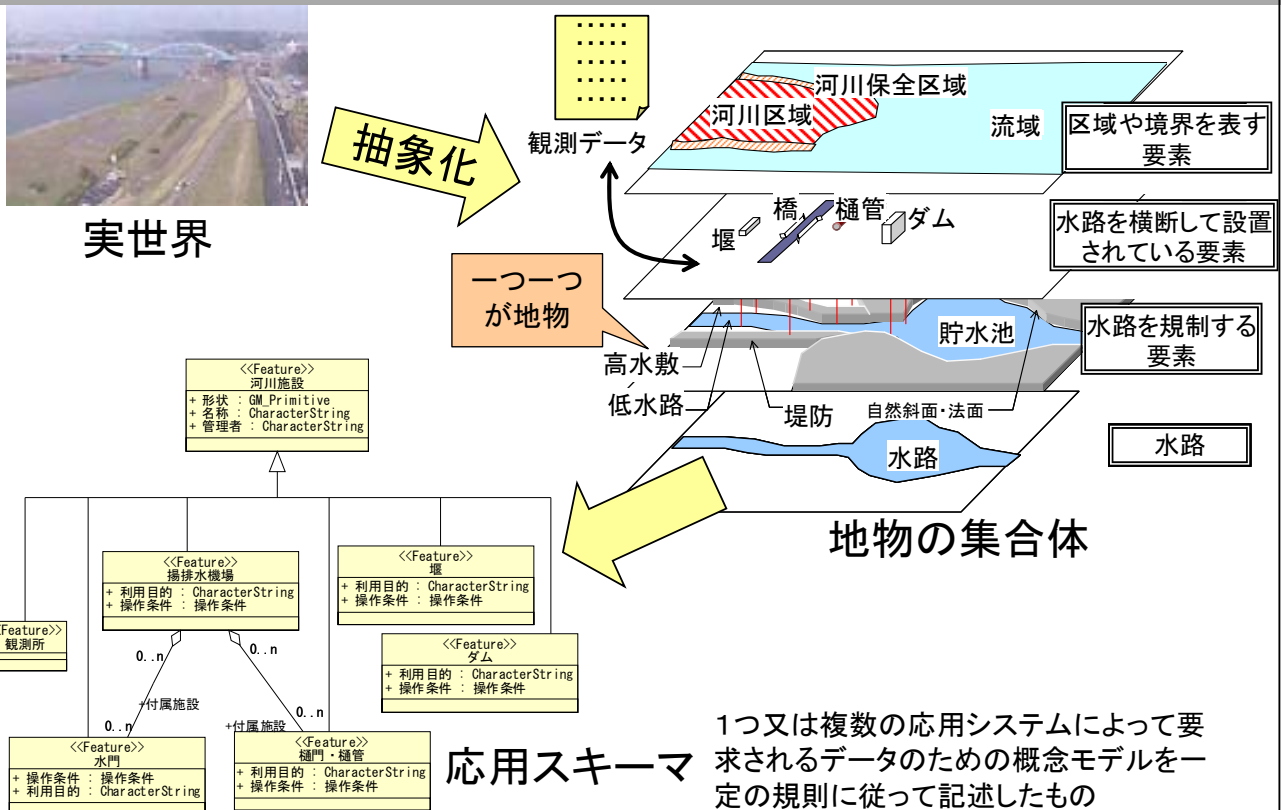 実世界
抽象化
観測データ
河川保全区域
河川区域
流域
区域や境界を表す
要素
堰
橋
樋管
ダム
水路を横断して設置
されている要素
一つ一つ
が地物
高水敷
低水路
堤防
自然斜面・法面
貯水池
水路を規制する
要素
水路
水路
地物の集合体
<<Feature>>
河川施設
+ 形状 : GM_Primitive
+ 名称 : CharacterString
+ 管理者 : CharacterString
<<Feature>>
揚排水機場
+ 利用目的 : CharacterString
+ 操作条件 : 操作条件
<<Feature>>
堰
+ 利用目的 : CharacterString
+ 操作条件 : 操作条件
Feature>>
観測所
<<Feature>>
ダム
+ 利用目的 : CharacterString
+ 操作条件 : 操作条件
0..n
0..n
+付属施設
0..n
+付属施設
0..n
<<Feature>>
水門
+ 操作条件 : 操作条件
+ 利用目的 : CharacterString
<<Feature>>
樋門・樋管
+ 利用目的 : CharacterString
+ 操作条件 : 操作条件
応用スキーマ
1つ又は複数の応用システムによって要
求されるデータのための概念モデルを一
定の規則に従って記述したもの